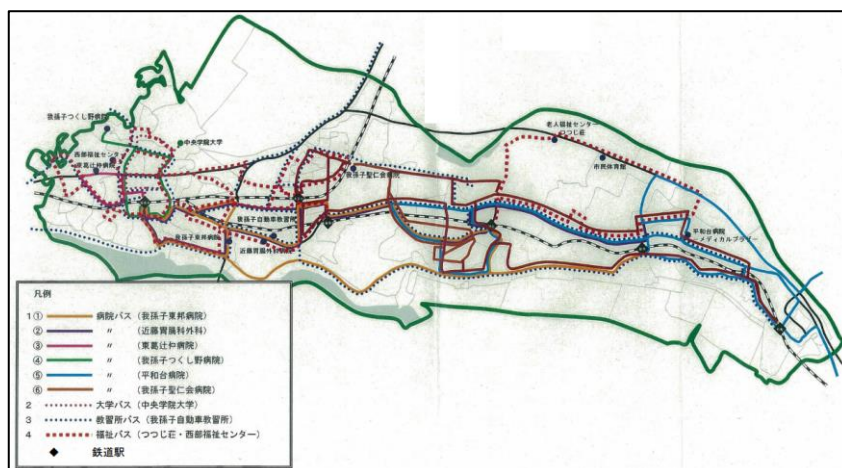 我孫子つくし野病院
中央学院大学
西部福祉センター
東葛辻仲病院
老人福祉センター
つつじ荘
市民体育館
我孫子聖仁会病院
我孫子自動車教習所
我孫子東邦病院
近藤胃腸外科病院
平和台病院
メディカルプラザ
凡例
1① 病院バス（我孫子東邦病院）
② 〃 （近藤胃腸科外科）
③ 〃 （東葛辻仲病院）
④ 〃 （我孫子つくし野病院）
⑤ 〃 （平和台病院）
⑥ 〃 （我孫子聖仁会病院）
2 大学バス（中央学院大学）
3 教習所バス（我孫子自動車教習所）
4 福祉バス（つつじ荘・西部福祉センター）
◆ 鉄道駅